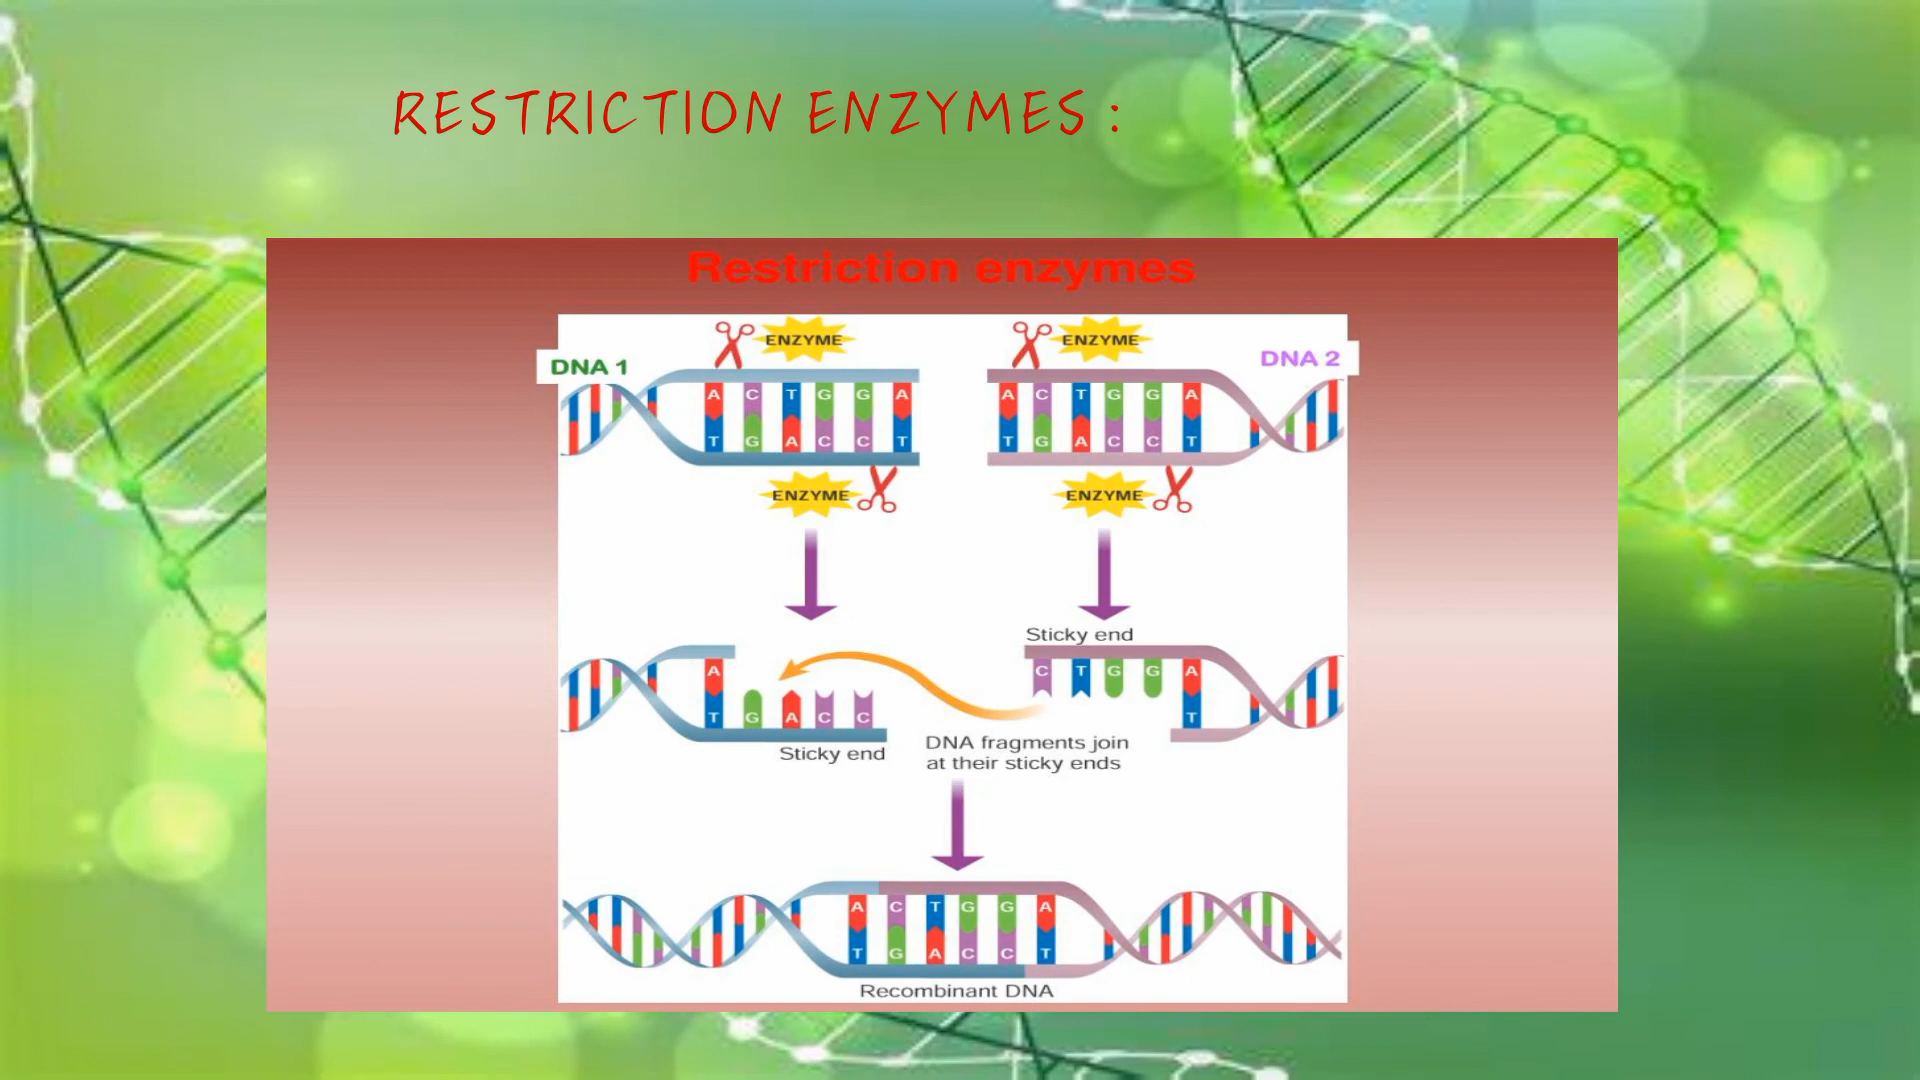 RESTRICTION ENZYMES :
Restriction enzymes
ENZYME ENZYME
DNA 1 DNA 2
A C T G G A A C T G G A
T G A C C T T G A C C T
ENZYME ENZYME
Sticky end
A C T G G A
T G A C C T
Sticky end
DNA fragments join
at their sticky ends
A C T G G A
T G A C C T
Recombinant DNA